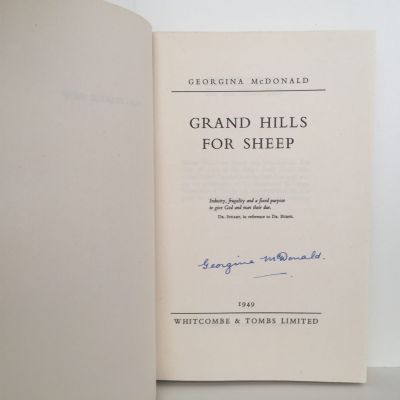 GEORGINA McDONALD
GRAND HILLS
FOR SHEEP
Industry, frugality and a fixed purpose
to give God and man their due.
DR. STUART, in reference to DR. BURNS.
Georgina McDonald.
1949
WHITCOMBE & TOMBS LIMITED